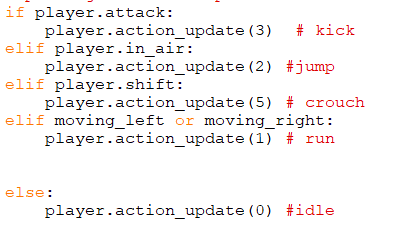 if player.attack:
    player.action_update(3)  # kick
elif player.in_air:
    player.action_update(2) #jump
elif player.shift:
    player.action_update(5) # crouch
elif moving_left or moving_right:
    player.action_update(1) # run
else:
    player.action_update(0) #idle